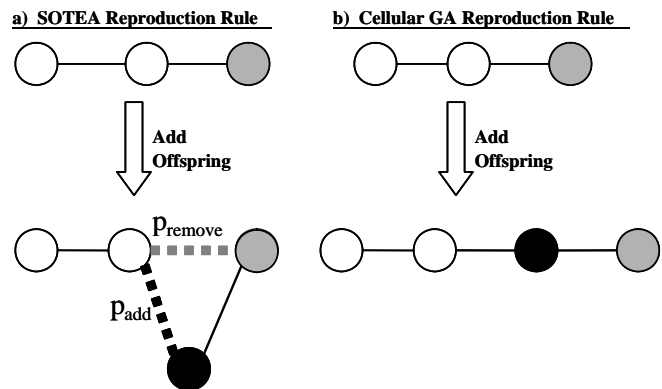 a) SOTEA Reproduction Rule
b) Cellular GA Reproduction Rule
Add
Offspring
Add
Offspring
premove
padd